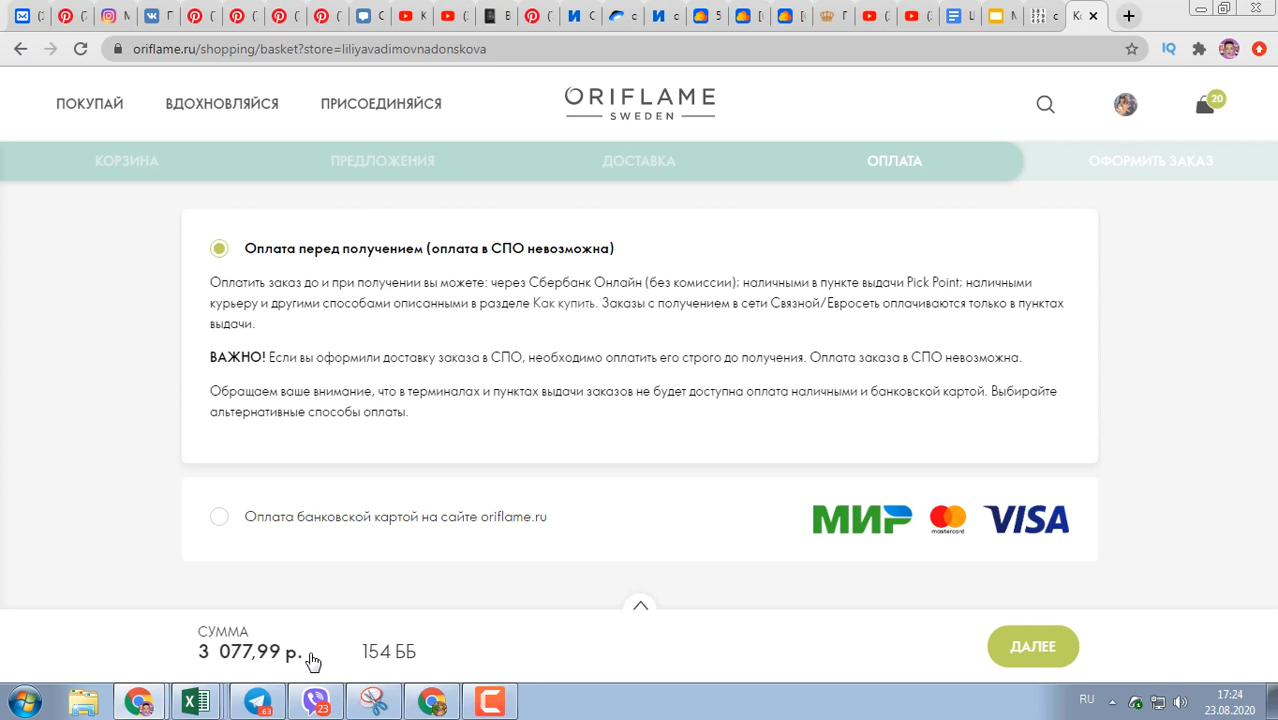 oriflame.ru/shopping/basket?store=liliyavadimovnadonskova
IQ
ПОКУПАЙ ВДОХНОВЛЯЙСЯ ПРИСОЕДИНЯЙСЯ
ORIFLAME
SWEDEN
20
КОРЗИНА ПРЕДЛОЖЕНИЯ ДОСТАВКА ОПЛАТА ОФОРМИТЬ ЗАКАЗ
Оплата перед получением (оплата в СПО невозможна)
Оплатить заказ до и при получении вы можете: через Сбербанк Онлайн (без комиссии); наличными в пункте выдачи Pick Point; наличными
курьеру и другими способами описанными в разделе Как купить. Заказы с получением в сети Связной/Евросеть оплачиваются только в пунктах
выдачи.
ВАЖНО! Если вы оформили доставку заказа в СПО, необходимо оплатить его строго до получения. Оплата заказа в СПО невозможна.
Обращаем ваше внимание, что в терминалах и пунктах выдачи заказов не будет доступна оплата наличными и банковской картой. Выбирайте
альтернативные способы оплаты.
Оплата банковской картой на сайте oriflame.ru
МИР mastercard VISA
СУММА
3 077,99 р. 154 ББ
ДАЛЕЕ
63
23
RU
17:24
23.08.2020